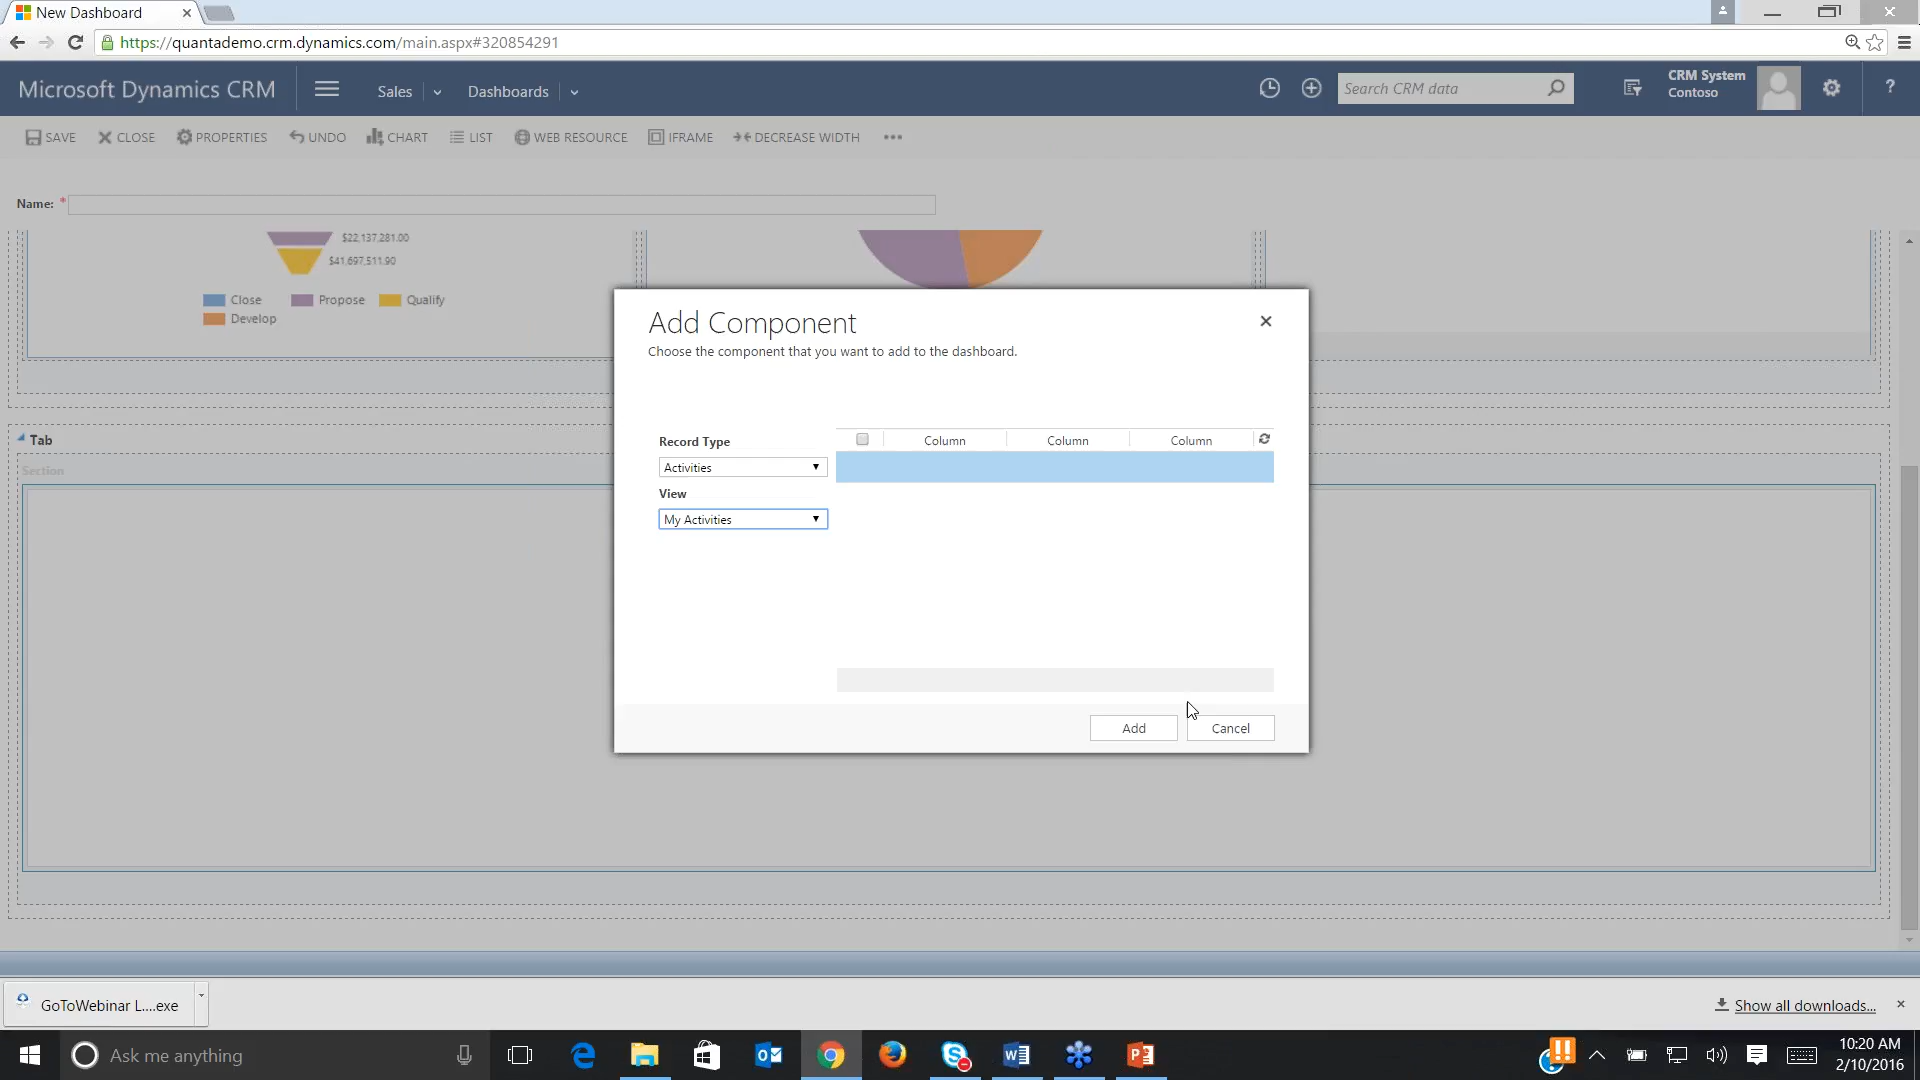 New Dashboard
https://quantademo.crm.dynamics.com/main.aspx#320854291
Microsoft Dynamics CRM
Sales
Dashboards
Search CRM data
CRM System
Contoso
?
SAVE
CLOSE
PROPERTIES
UNDO
CHART
LIST
WEB RESOURCE
IFRAME
DECREASE WIDTH
Name: *
$22,137,281.00
$41,697,511.90
Close
Propose
Qualify
Develop
Add Component
Choose the component that you want to add to the dashboard.
Record Type
Activities
View
My Activities
Column
Column
Column
Add
Cancel
Tab
Section
GoToWebinar L....exe
Show all downloads...
Ask me anything
10:20 AM
2/10/2016